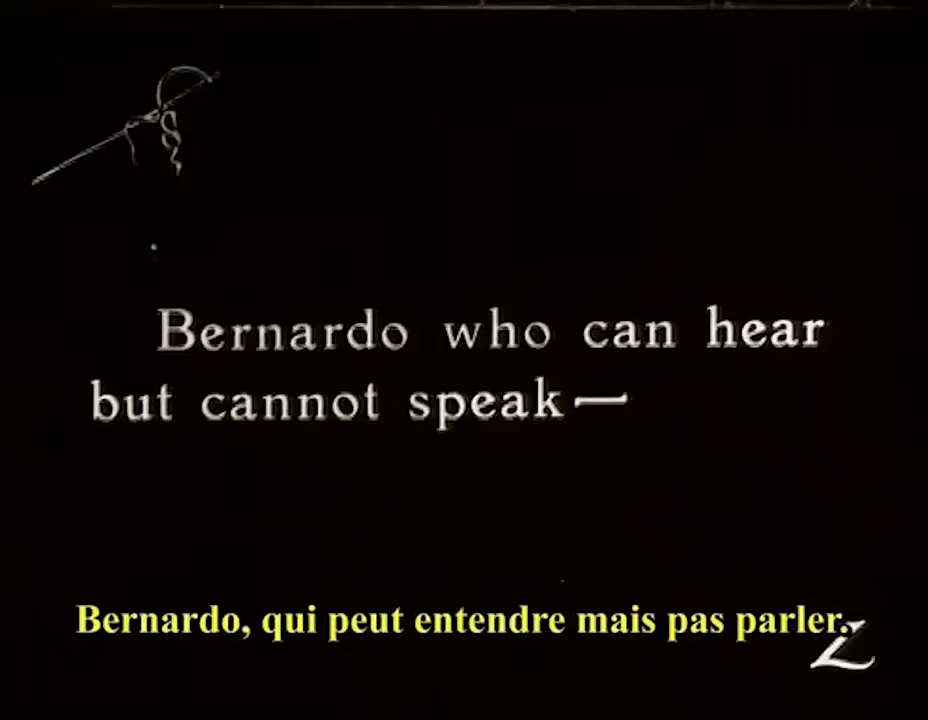 Bernardo who can hear
but cannot speak —
Bernardo, qui peut entendre mais pas parler.
Z